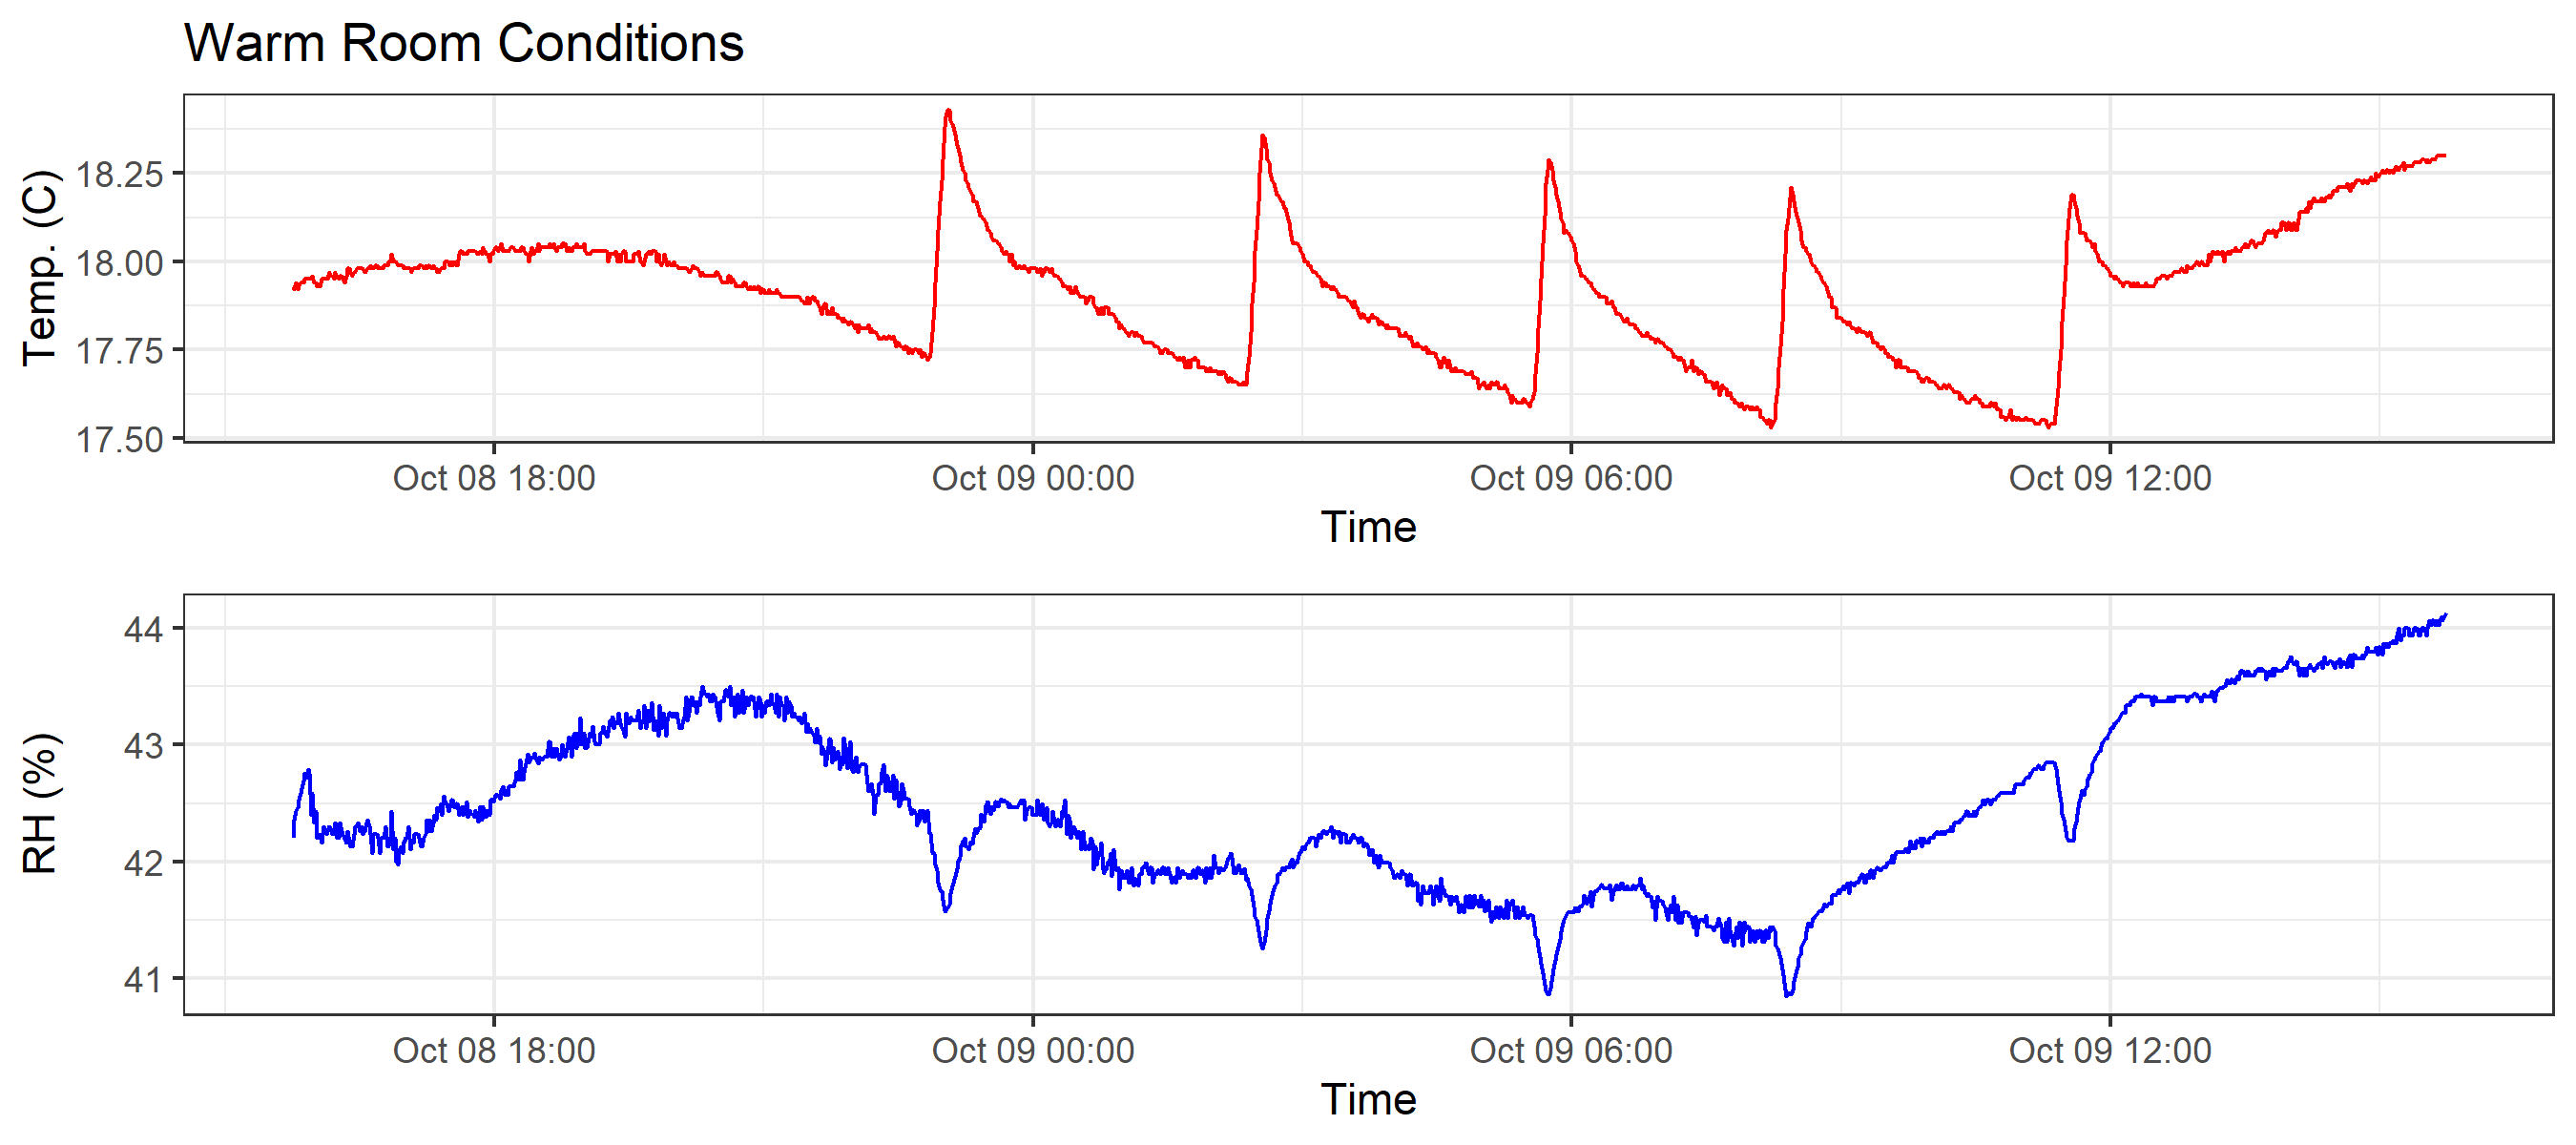 Warm Room Conditions
Temp. (C)
18.25
18.00
17.75
17.50
Oct 08 18:00 Oct 09 00:00 Oct 09 06:00 Oct 09 12:00
Time
RH (%)
44
43
42
41
Oct 08 18:00 Oct 09 00:00 Oct 09 06:00 Oct 09 12:00
Time